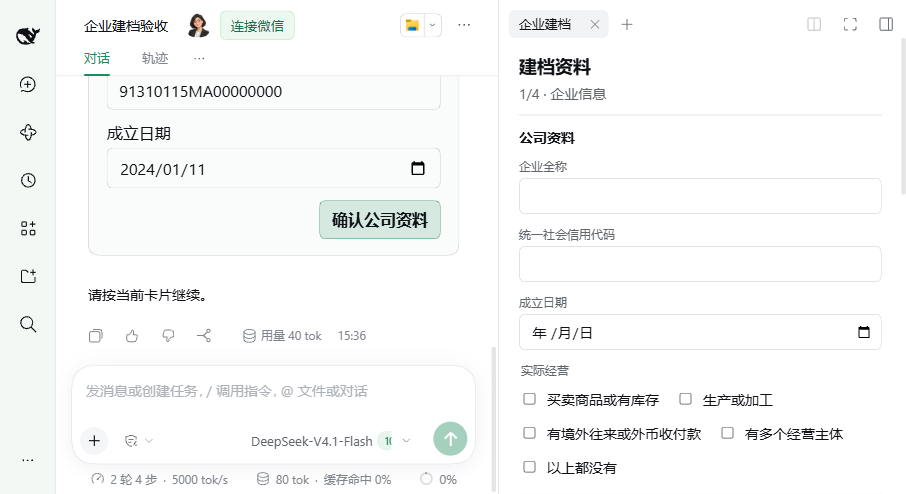 企业建档验收
连接微信
对话
轨迹
...
91310115MA00000000
成立日期
2024/01/11
确认公司资料
请按当前卡片继续。
用量 40 tok
15:36
发消息或创建任务, / 调用指令, @ 文件或对话
DeepSeek-V4.1-Flash
2 轮 4 步 · 5000 tok/s
80 tok · 缓存命中 0%
0%
企业建档
建档资料
1/4 · 企业信息
公司资料
企业全称
统一社会信用代码
成立日期
年 /月/日
实际经营
买卖商品或有库存
生产或加工
有境外往来或外币收付款
有多个经营主体
以上都没有